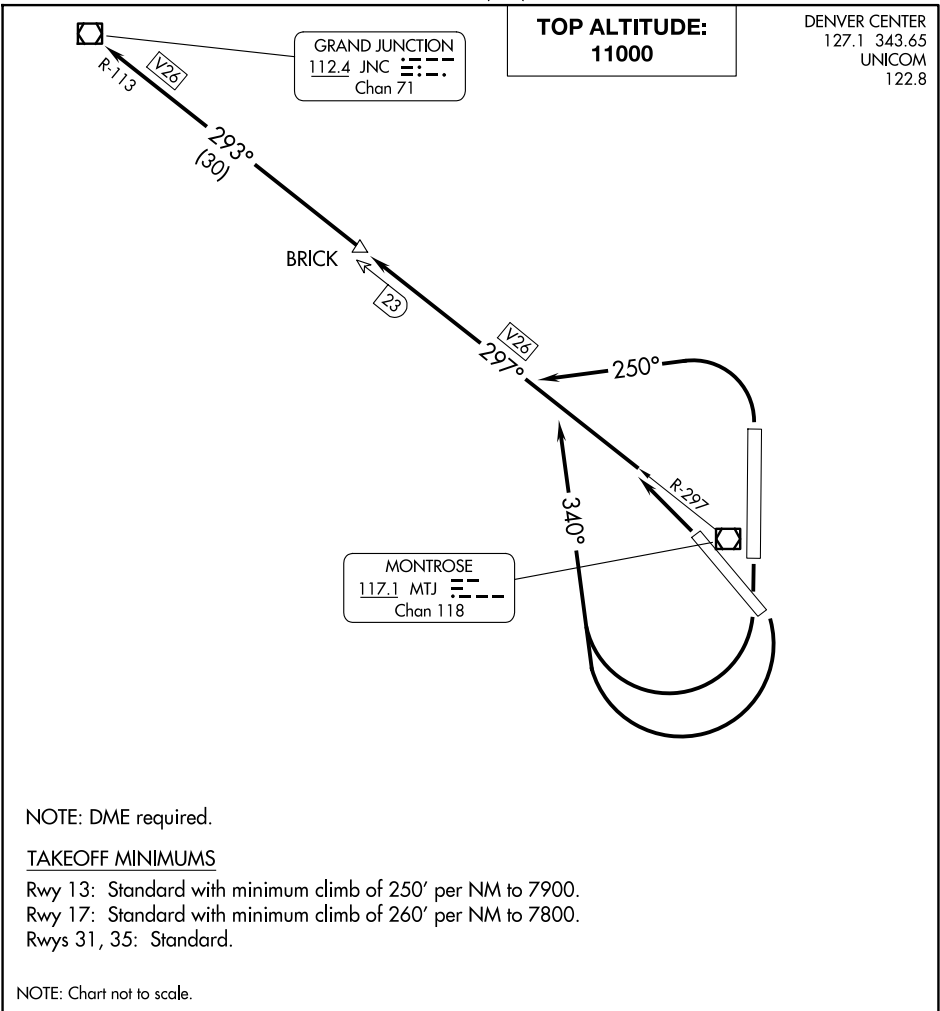 TOP ALTITUDE:
11000
DENVER CENTER
127.1 343.65
UNICOM
122.8
GRAND JUNCTION
112.4 JNC
Chan 71
R-113
V26
293°
(30)
BRICK
23
V26
297°
250°
R-297
340°
MONTROSE
117.1 MTJ
Chan 118
NOTE: DME required.
TAKEOFF MINIMUMS
Rwy 13: Standard with minimum climb of 250' per NM to 7900.
Rwy 17: Standard with minimum climb of 260' per NM to 7800.
Rwys 31, 35: Standard.
NOTE: Chart not to scale.